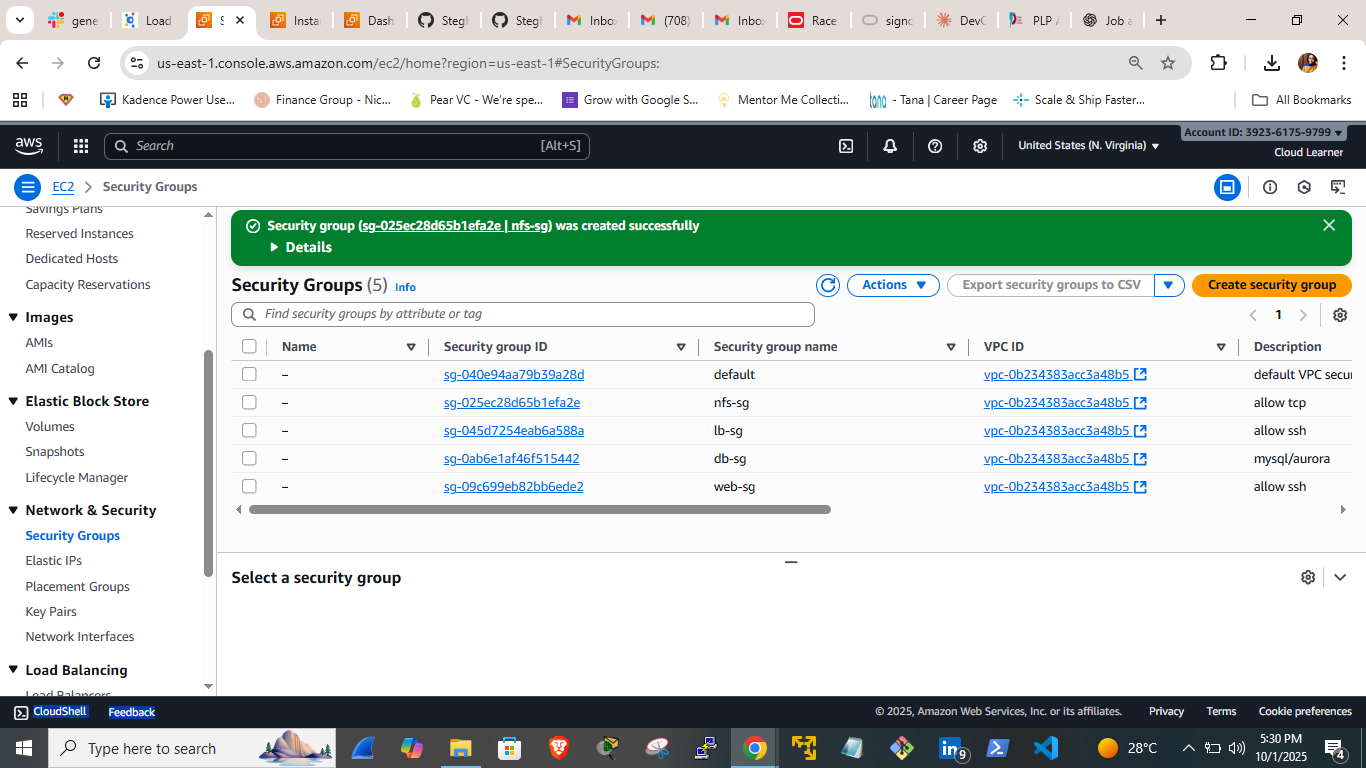 gene
Load
S
Insta
Dash
Stegh
Stegh
Inbox
(708)
Inbo
Race
signo
DevO
PLP A
Job a
us-east-1.console.aws.amazon.com/ec2/home?region=us-east-1#SecurityGroups:
Kadence Power Use...
Finance Group - Nic...
Pear VC - We're spe...
Grow with Google S...
Mentor Me Collecti...
- Tana | Career Page
Scale & Ship Faster...
All Bookmarks
aws
Search
[Alt+S]
United States (N. Virginia)
Account ID: 3923-6175-9799
Cloud Learner
EC2
Security Groups
Savings Plans
Reserved Instances
Dedicated Hosts
Capacity Reservations
Images
AMIs
AMI Catalog
Elastic Block Store
Volumes
Snapshots
Lifecycle Manager
Network & Security
Security Groups
Elastic IPs
Placement Groups
Key Pairs
Network Interfaces
Load Balancing
Load Balancers
Security group (sg-025ec28d65b1efa2e | nfs-sg) was created successfully
Details
Security Groups (5) Info
Actions
Export security groups to CSV
Create security group
Find security groups by attribute or tag
1
Name Security group ID Security group name VPC ID Description
– sg-040e94aa79b39a28d default vpc-0b234383acc3a48b5 default VPC secur
– sg-025ec28d65b1efa2e nfs-sg vpc-0b234383acc3a48b5 allow tcp
– sg-045d7254eab6a588a lb-sg vpc-0b234383acc3a48b5 allow ssh
– sg-0ab6e1af46f515442 db-sg vpc-0b234383acc3a48b5 mysql/aurora
– sg-09c699eb82bb6ede2 web-sg vpc-0b234383acc3a48b5 allow ssh
Select a security group
CloudShell
Feedback
© 2025, Amazon Web Services, Inc. or its affiliates.
Privacy
Terms
Cookie preferences
Type here to search
9
28°C
5:30 PM
10/1/2025
4